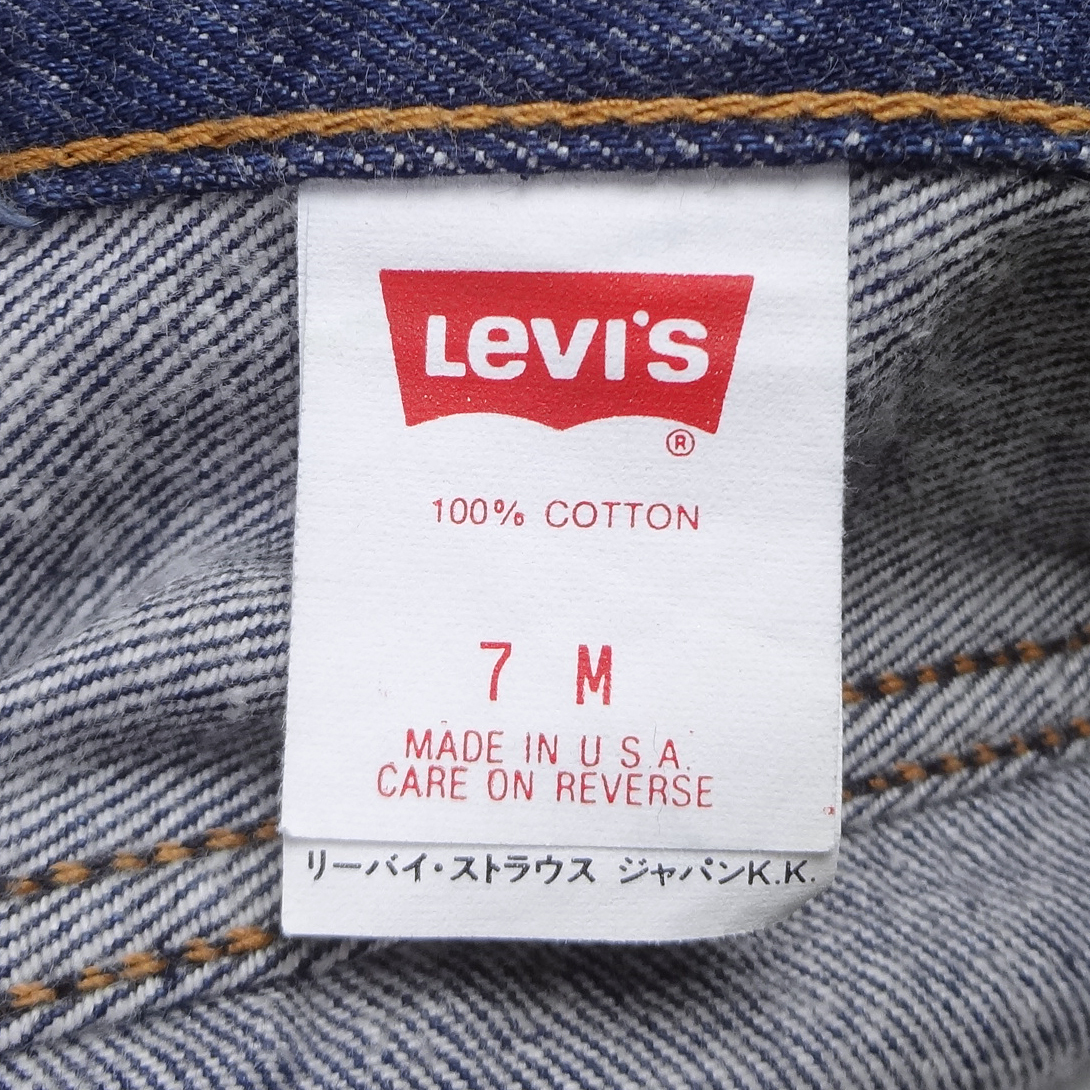 Levi's
®
100% COTTON
7 M
MADE IN U.S.A.
CARE ON REVERSE
リーバイ・ストラウス ジャパンK.K.